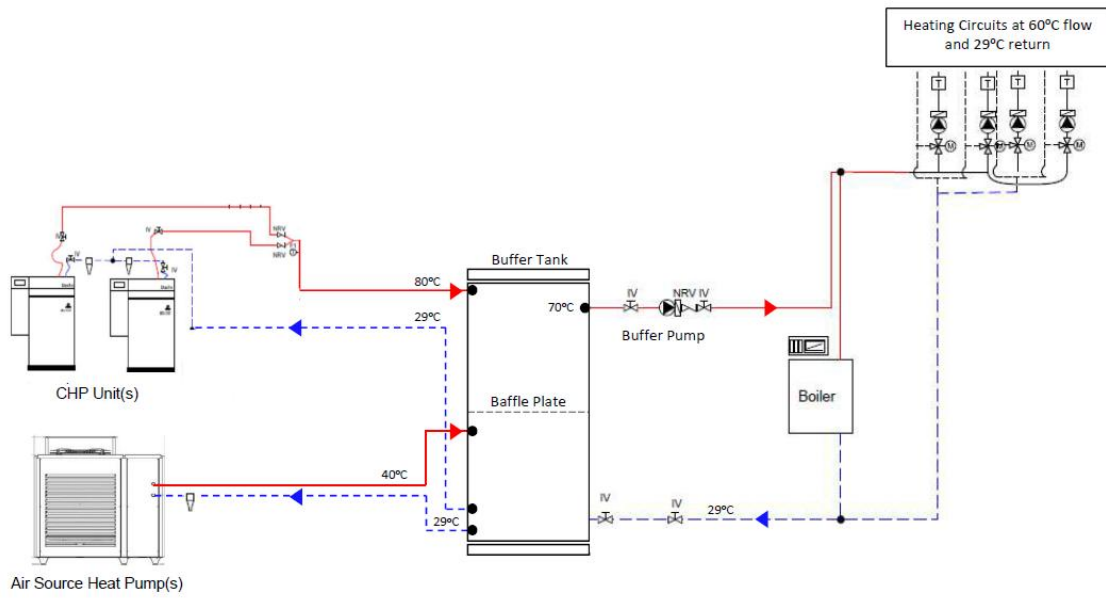 Heating Circuits at 60ºC flow
and 29ºC return
T
T
T
T
M
M
M
M
NRV
IV
IV
IV
IV
NRV
Buffer Tank
80ºC
70ºC
IV
NRV
IV
Buffer Pump
29ºC
CHP Unit(s)
Baffle Plate
Boiler
40ºC
29ºC
IV
IV
29ºC
Air Source Heat Pump(s)